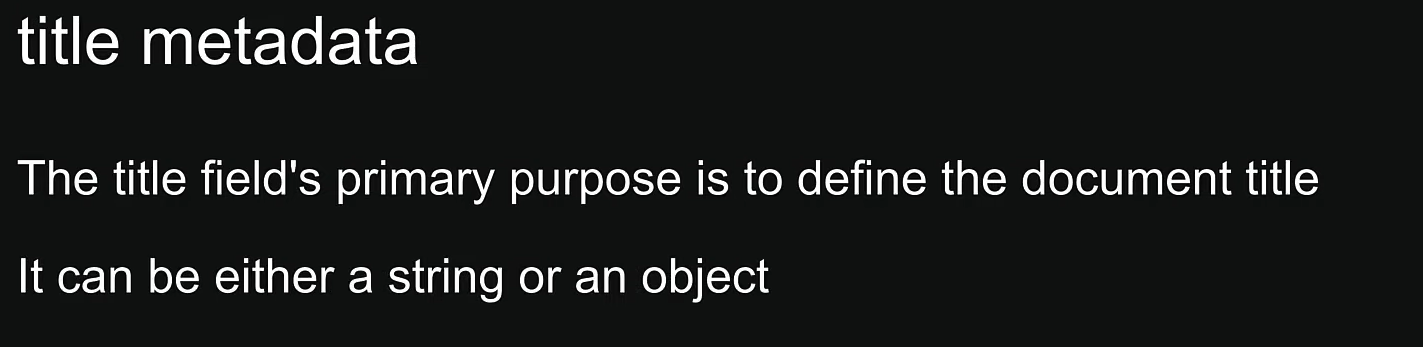 title metadata
The title field's primary purpose is to define the document title
It can be either a string or an object